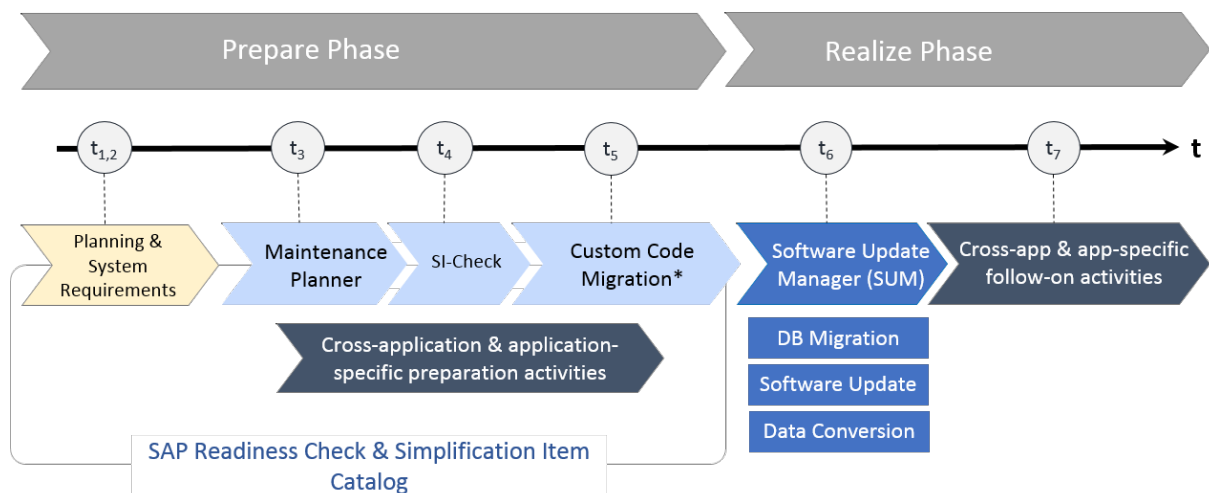 Prepare Phase
Realize Phase
t1,2
t3
t4
t5
t6
t7
t
Planning &
System
Requirements
Maintenance
Planner
SI-Check
Custom Code
Migration*
Software Update
Manager (SUM)
Cross-app & app-specific
follow-on activities
Cross-application & application-
specific preparation activities
DB Migration
Software Update
Data Conversion
SAP Readiness Check & Simplification Item
Catalog